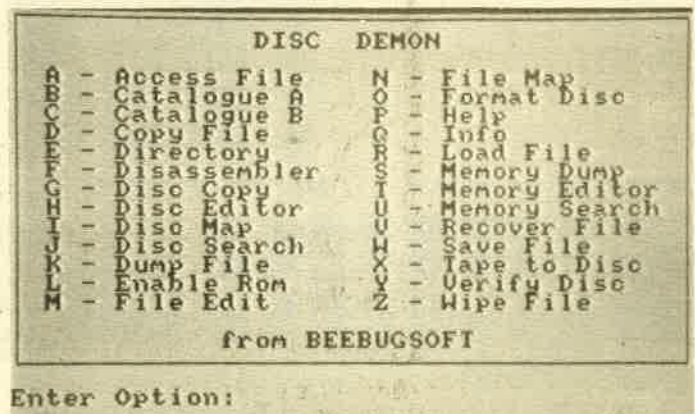 DISC DEMON
A - Access File N - File Map
B - Catalogue A O - Format Disc
C - Catalogue B P - Help
D - Copy File Q - Info
E - Directory R - Load File
F - Disassembler S - Memory Dump
G - Disc Copy T - Memory Editor
H - Disc Editor U - Memory Search
I - Disc Map V - Recover File
J - Disc Search W - Save File
K - Dump File X - Tape to Disc
L - Enable Rom Y - Verify Disc
M - File Edit Z - Wipe File
from BEEBUGSOFT
Enter Option: